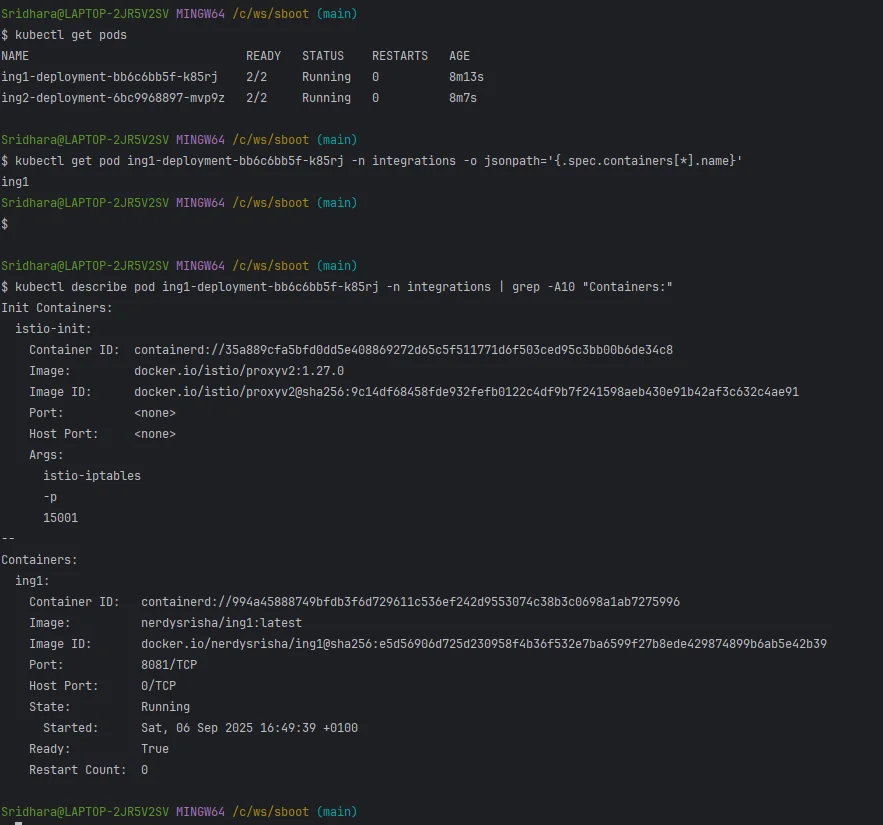 Sridhara@LAPTOP-2JR5V2SV MINGW64 /c/ws/sboot (main)
$ kubectl get pods
NAME                               READY   STATUS    RESTARTS   AGE
ing1-deployment-bb6c6bb5f-k85rj    2/2     Running   0          8m13s
ing2-deployment-6bc9968897-mvp9z   2/2     Running   0          8m7s
Sridhara@LAPTOP-2JR5V2SV MINGW64 /c/ws/sboot (main)
$ kubectl get pod ing1-deployment-bb6c6bb5f-k85rj -n integrations -o jsonpath='{.spec.containers[*].name}'
ing1
Sridhara@LAPTOP-2JR5V2SV MINGW64 /c/ws/sboot (main)
$
Sridhara@LAPTOP-2JR5V2SV MINGW64 /c/ws/sboot (main)
$ kubectl describe pod ing1-deployment-bb6c6bb5f-k85rj -n integrations | grep -A10 "Containers:"
Init Containers:
  istio-init:
    Container ID:  containerd://35a889cfa5bfd0dd5e408869272d65c5f511771d6f503ced95c3bb00b6de34c8
    Image:         docker.io/istio/proxyv2:1.27.0
    Image ID:      docker.io/istio/proxyv2@sha256:9c14df68458fde932fefb0122c4df9b7f241598aeb430e91b42af3c632c4ae91
    Port:          <none>
    Host Port:     <none>
    Args:
      istio-iptables
      -p
      15001
--
Containers:
  ing1:
    Container ID:   containerd://994a45888749bfdb3f6d729611c536ef242d9553074c38b3c0698a1ab7275996
    Image:          nerdysrisha/ing1:latest
    Image ID:       docker.io/nerdysrisha/ing1@sha256:e5d56906d725d230958f4b36f532e7ba6599f27b8ede429874899b6ab5e42b39
    Port:           8081/TCP
    Host Port:      0/TCP
    State:          Running
      Started:      Sat, 06 Sep 2025 16:49:39 +0100
    Ready:          True
    Restart Count:  0
Sridhara@LAPTOP-2JR5V2SV MINGW64 /c/ws/sboot (main)